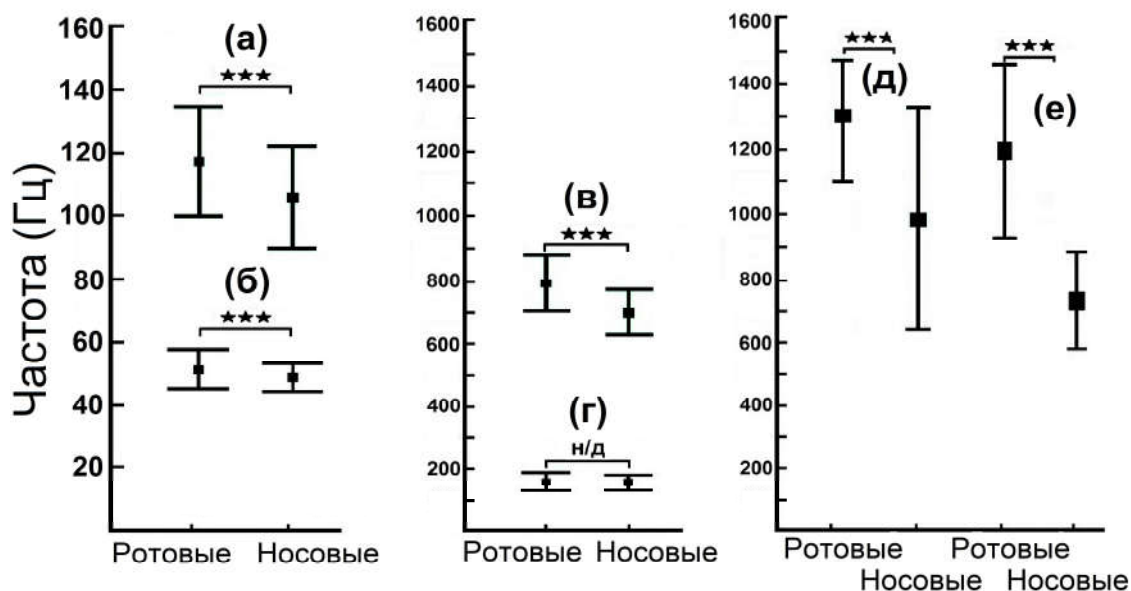 Частота (Гц)
160
140
120
100
80
60
40
20
(а)
★★★
(б)
★★★
Ротовые
Носовые
1600
1400
1200
1000
800
600
400
200
(в)
★★★
(г)
н/д
Ротовые
Носовые
1600
1400
1200
1000
800
600
400
200
★★★
(д)
★★★
(е)
Ротовые
Носовые
Ротовые
Носовые